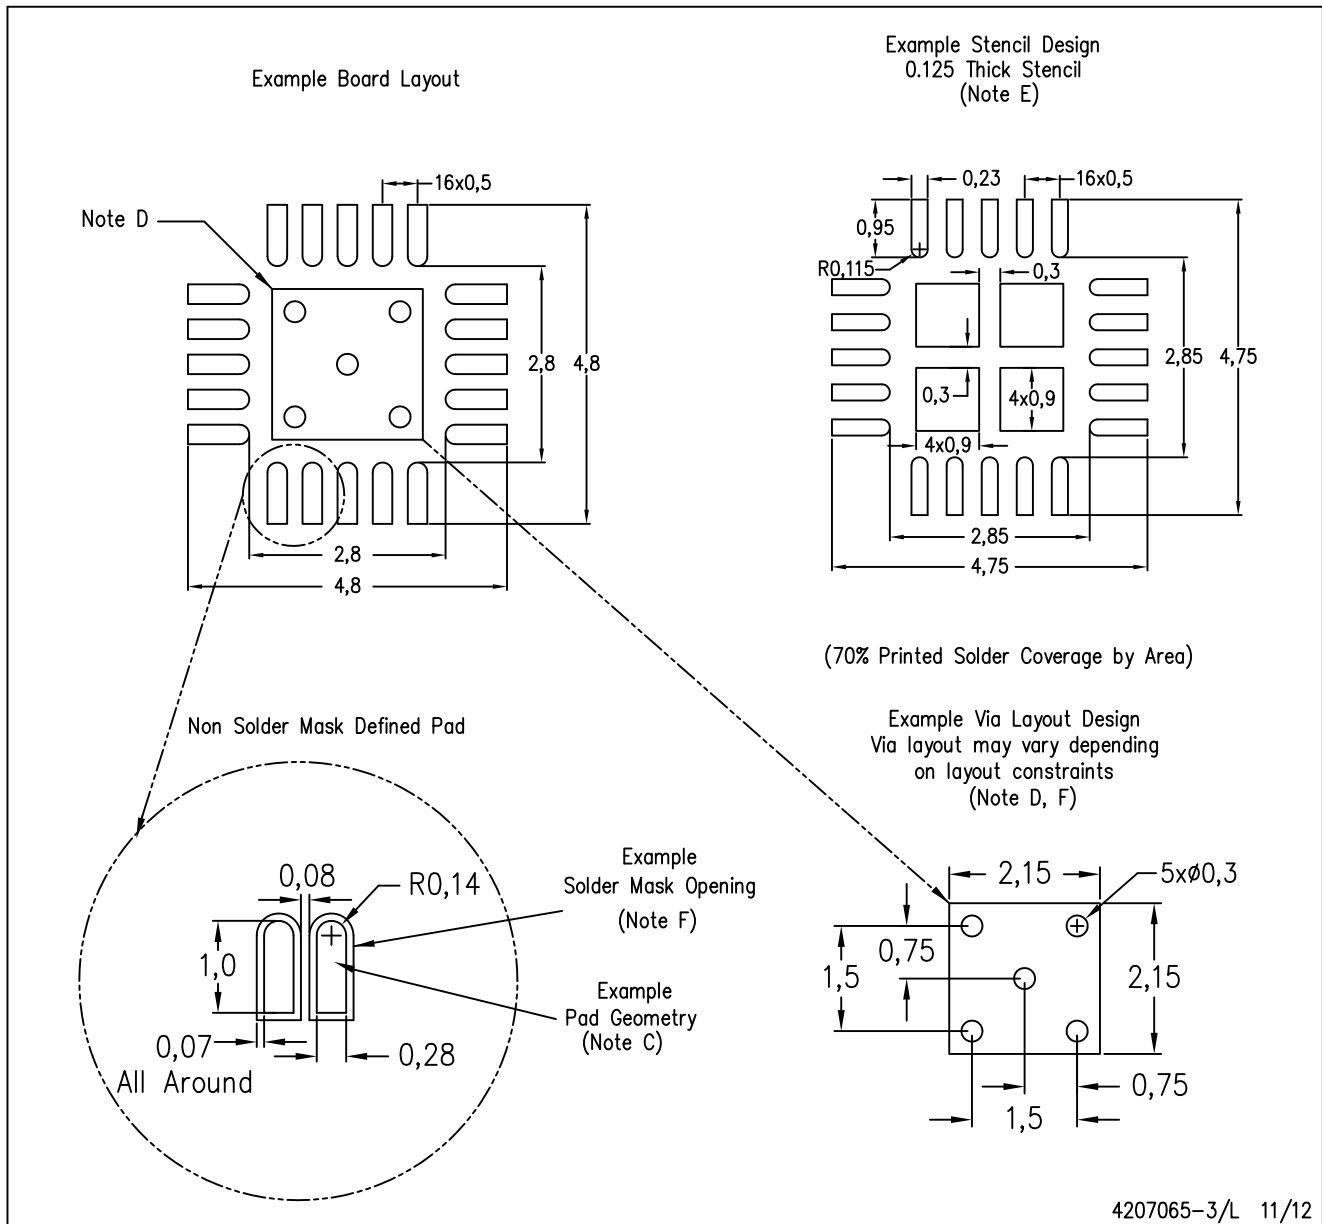 Example Board Layout
Example Stencil Design
0.125 Thick Stencil
(Note E)
16x0,5
Note D
2,8
4,8
2,8
4,8
0,23
16x0,5
0,95
R0,115
0,3
2,85
4,75
0,3
4x0,9
4x0,9
2,85
4,75
(70% Printed Solder Coverage by Area)
Non Solder Mask Defined Pad
Example Via Layout Design
Via layout may vary depending
on layout constraints
(Note D, F)
0,08
R0,14
Example
Solder Mask Opening
(Note F)
1,0
Example
Pad Geometry
(Note C)
0,07
All Around
0,28
2,15
5xø0,3
0,75
1,5
2,15
0,75
1,5
4207065-3/L 11/12